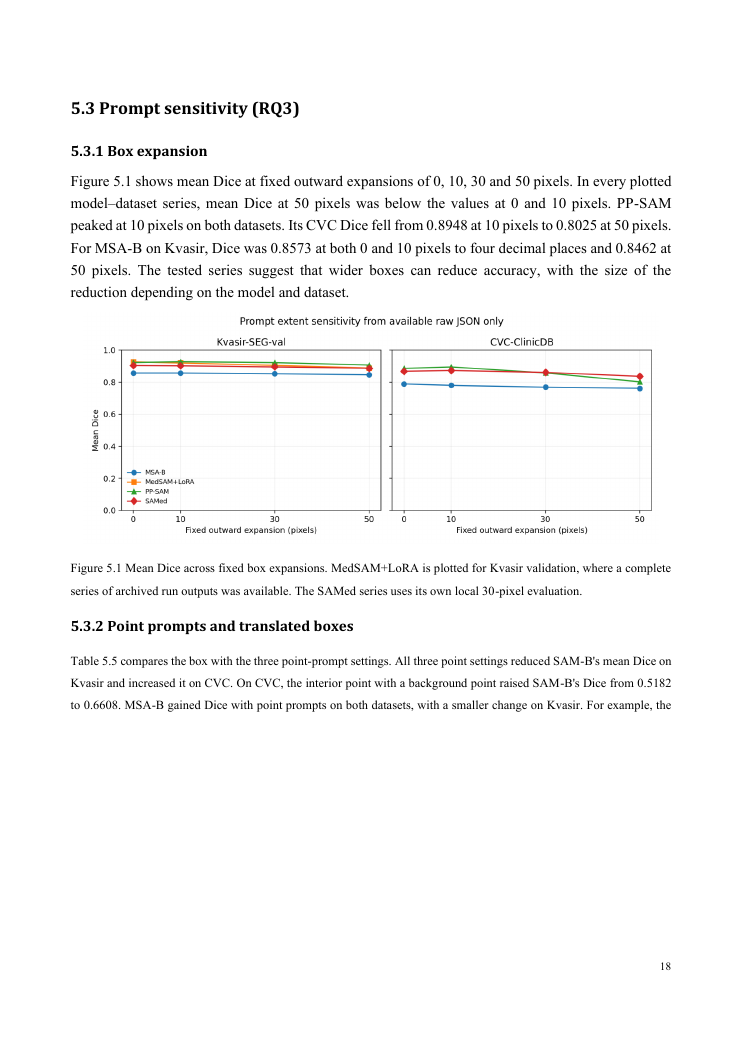 5.3 Prompt sensitivity (RQ3)
5.3.1 Box expansion
Figure 5.1 shows mean Dice at fixed outward expansions of 0, 10, 30 and 50 pixels. In every plotted
model–dataset series, mean Dice at 50 pixels was below the values at 0 and 10 pixels. PP-SAM
peaked at 10 pixels on both datasets. Its CVC Dice fell from 0.8948 at 10 pixels to 0.8025 at 50 pixels.
For MSA-B on Kvasir, Dice was 0.8573 at both 0 and 10 pixels to four decimal places and 0.8462 at
50 pixels. The tested series suggest that wider boxes can reduce accuracy, with the size of the
reduction depending on the model and dataset.
Prompt extent sensitivity from available raw JSON only
Kvasir-SEG-val
CVC-ClinicDB
Mean Dice
1.0
0.8
0.6
0.4
0.2
0.0
MSA-B
MedSAM+LoRA
PP-SAM
SAMed
0 10 30 50
0 10 30 50
Fixed outward expansion (pixels)
Fixed outward expansion (pixels)
Figure 5.1 Mean Dice across fixed box expansions. MedSAM+LoRA is plotted for Kvasir validation, where a complete
series of archived run outputs was available. The SAMed series uses its own local 30-pixel evaluation.
5.3.2 Point prompts and translated boxes
Table 5.5 compares the box with the three point-prompt settings. All three point settings reduced SAM-B's mean Dice on
Kvasir and increased it on CVC. On CVC, the interior point with a background point raised SAM-B's Dice from 0.5182
to 0.6608. MSA-B gained Dice with point prompts on both datasets, with a smaller change on Kvasir. For example, the
18